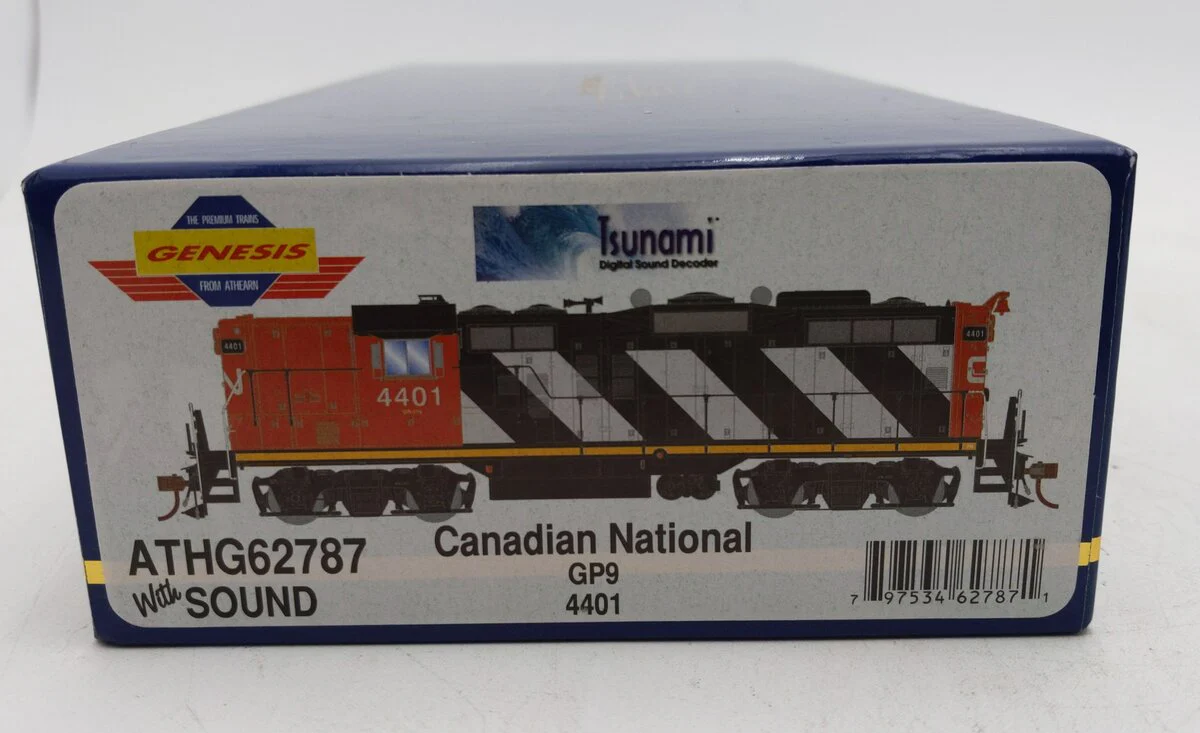 THE PREMIUM TRAINS
GENESIS
FROM ATHEARN
Tsunami
Digital Sound Decoder
4401
4401
4401
C
ATHG62787
With SOUND
Canadian National
GP9
4401
7 97534 62787 1